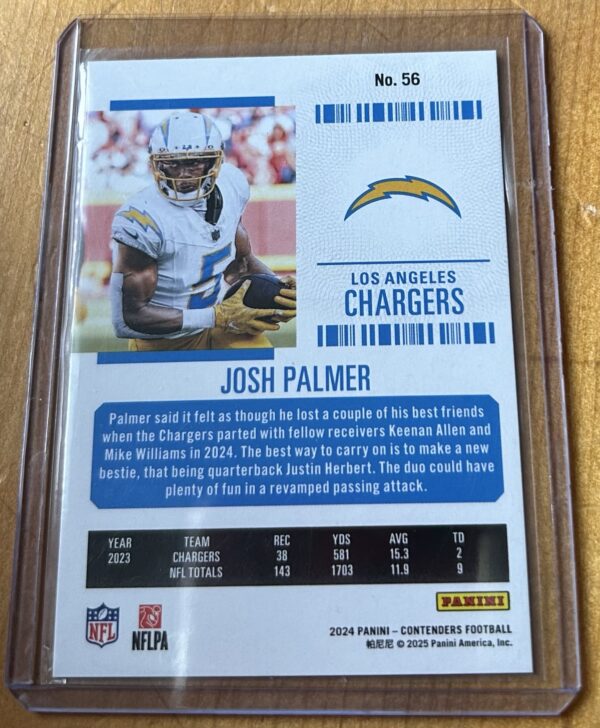 No. 56
LOS ANGELES
CHARGERS
5
JOSH PALMER
Palmer said it felt as though he lost a couple of his best friends
when the Chargers parted with fellow receivers Keenan Allen and
Mike Williams in 2024. The best way to carry on is to make a new
bestie, that being quarterback Justin Herbert. The duo could have
plenty of fun in a revamped passing attack.
YEAR TEAM REC YDS AVG TD
2023 CHARGERS 38 581 15.3 2
NFL TOTALS 143 1703 11.9 9
PANINI
NFL
NFLPA
2024 PANINI – CONTENDERS FOOTBALL
帕尼尼 © 2025 Panini America, Inc.